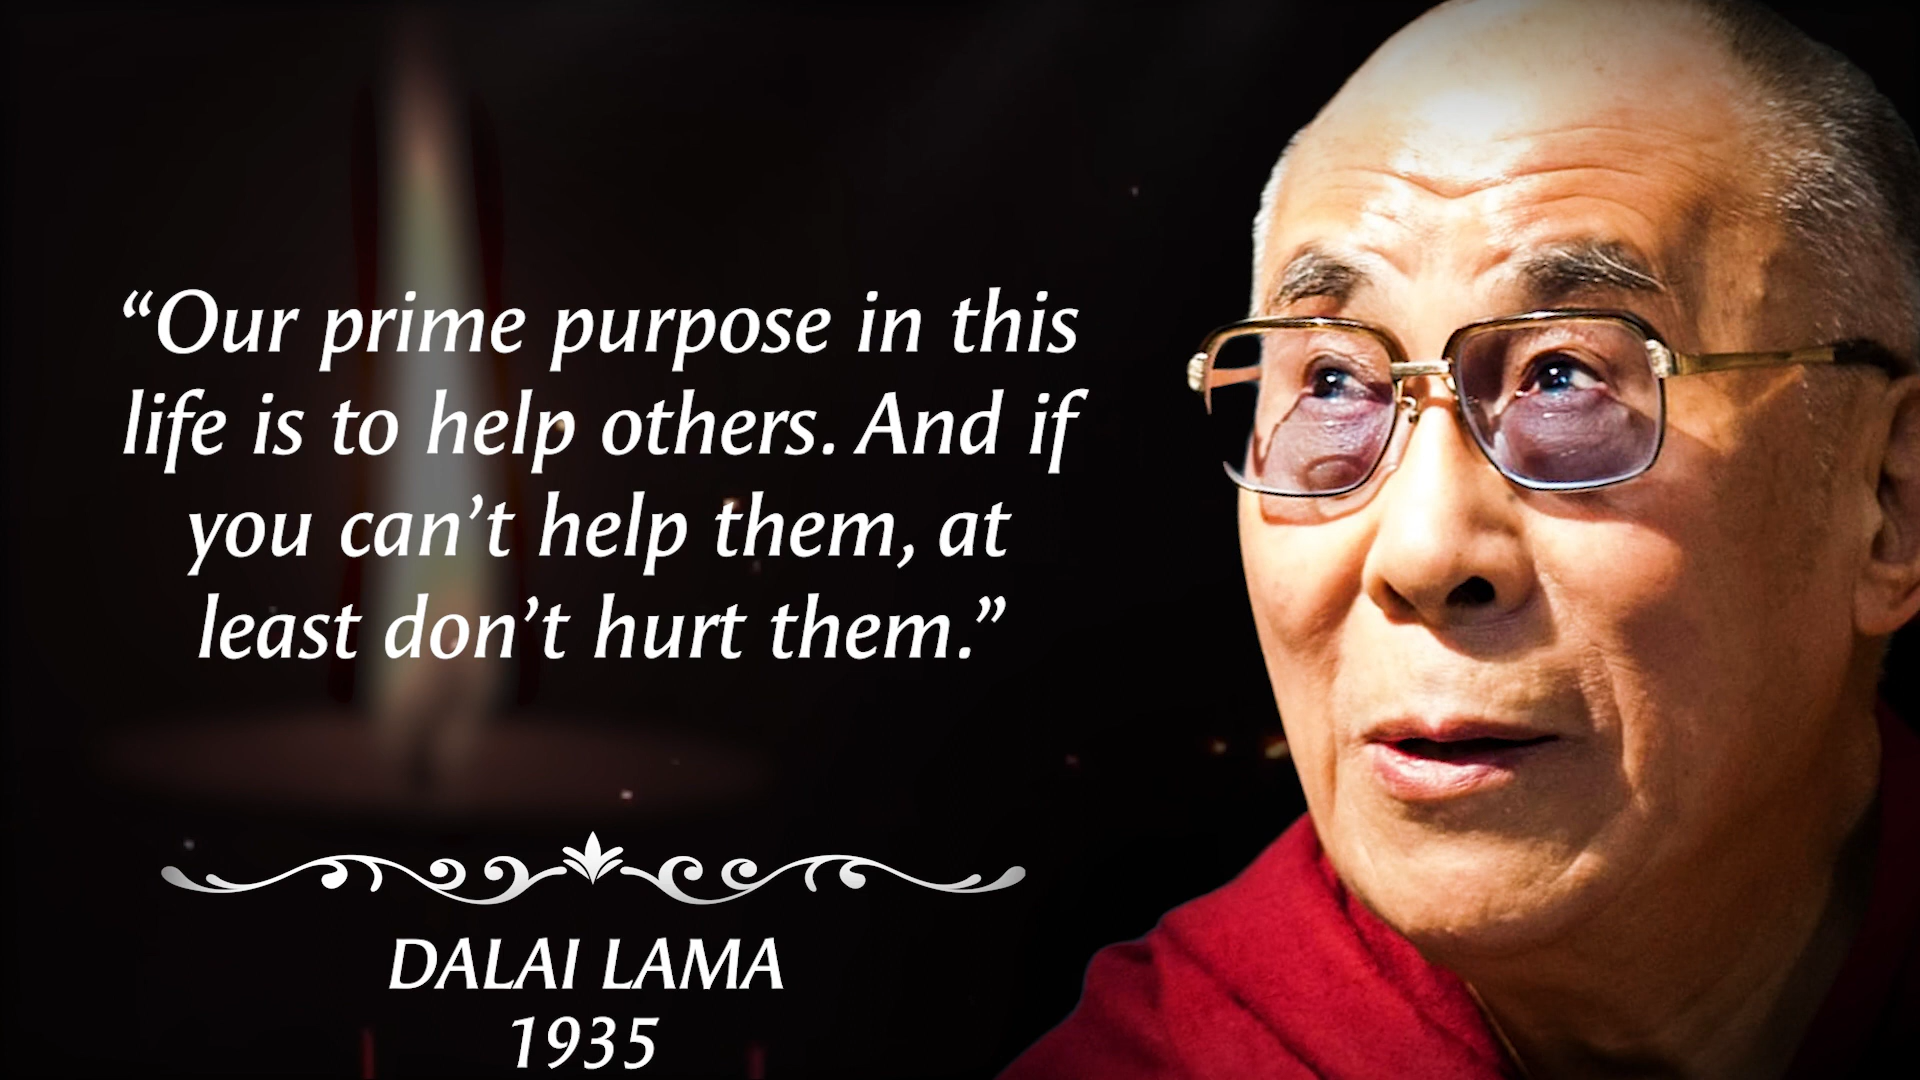 “Our prime purpose in this
life is to help others. And if
you can’t help them, at
least don’t hurt them.”
DALAI LAMA
1935